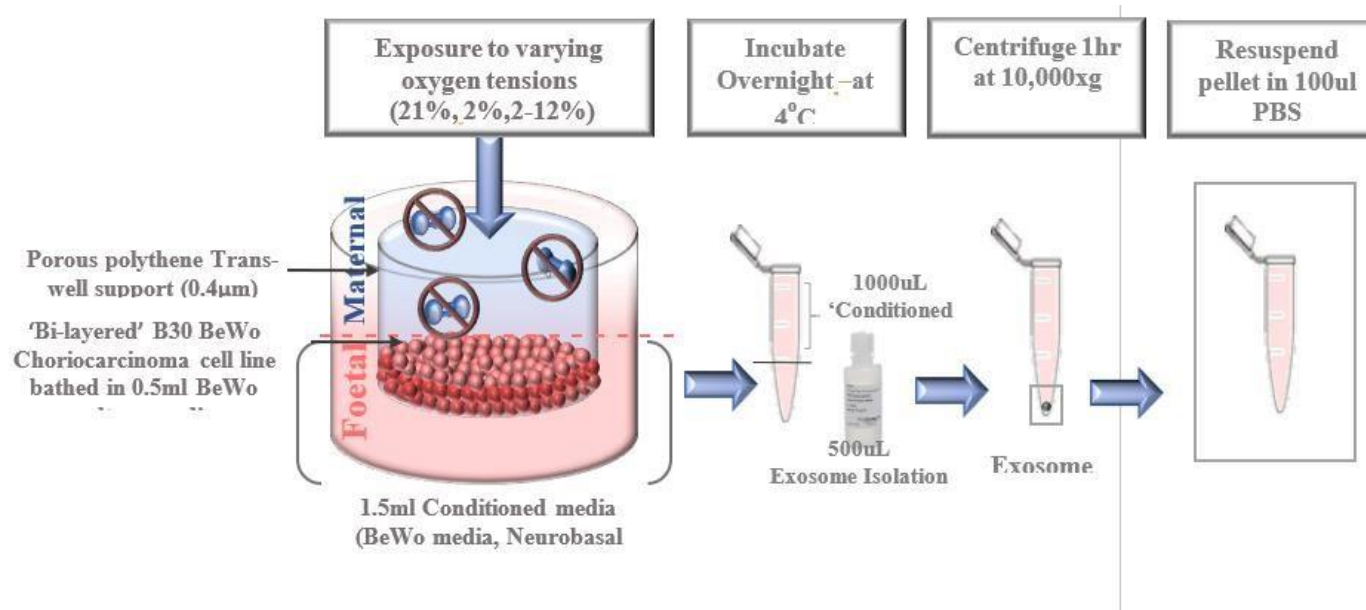 Exposure to varying
oxygen tensions
(21%, 2%,2-12%)
Incubate
Overnight –at
4°C
Centrifuge 1hr
at 10,000xg
Resuspend
pellet in 100ul
PBS
Maternal
Foetal
Porous polythene Trans-
well support (0.4µm)
'Bi-layered' B30 BeWo
Choriocarcinoma cell line
bathed in 0.5ml BeWo
1.5ml Conditioned media
(BeWo media, Neurobasal
1000uL
‘Conditioned
500uL
Exosome Isolation
Exosome